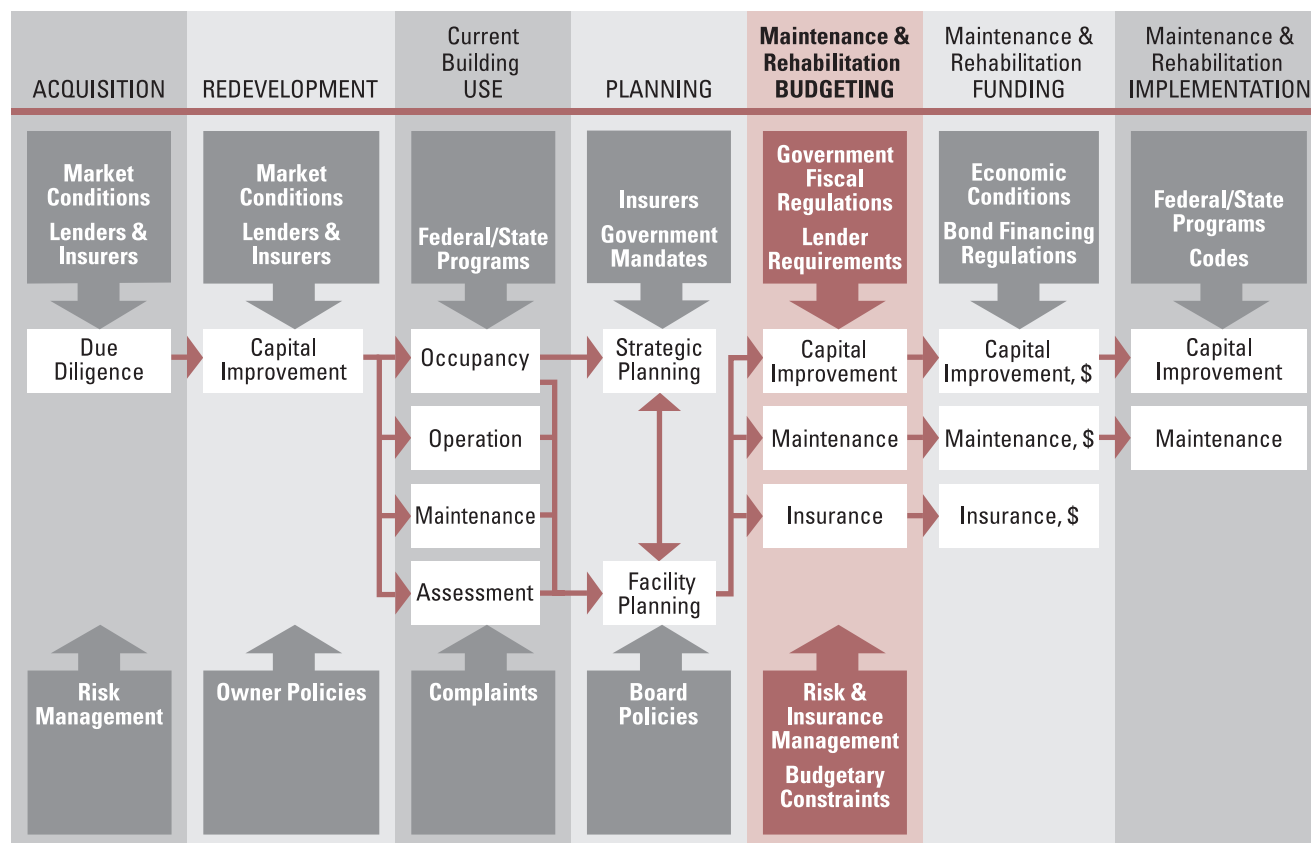 ACQUISITION
REDEVELOPMENT
Current
Building
USE
PLANNING
Maintenance &
Rehabilitation
BUDGETING
Maintenance &
Rehabilitation
FUNDING
Maintenance &
Rehabilitation
IMPLEMENTATION
Market
Conditions
Lenders &
Insurers
Market
Conditions
Lenders &
Insurers
Federal/State
Programs
Insurers
Government
Mandates
Government
Fiscal
Regulations
Lender
Requirements
Economic
Conditions
Bond Financing
Regulations
Federal/State
Programs
Codes
Due
Diligence
Capital
Improvement
Occupancy
Strategic
Planning
Capital
Improvement
Capital
Improvement, $
Capital
Improvement
Operation
Maintenance
Maintenance, $
Maintenance
Maintenance
Insurance
Insurance, $
Assessment
Facility
Planning
Risk
Management
Owner Policies
Complaints
Board
Policies
Risk &
Insurance
Management
Budgetary
Constraints